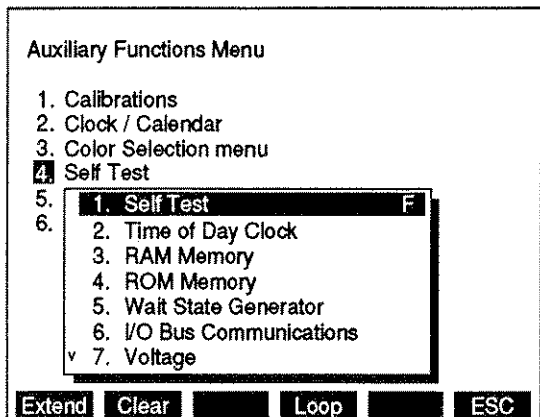 Auxiliary Functions Menu
1. Calibrations
2. Clock / Calendar
3. Color Selection menu
4. Self Test
5.
6.
1. Self Test F
2. Time of Day Clock
3. RAM Memory
4. ROM Memory
5. Wait State Generator
6. I/O Bus Communications
v 7. Voltage
Extend Clear Loop ESC